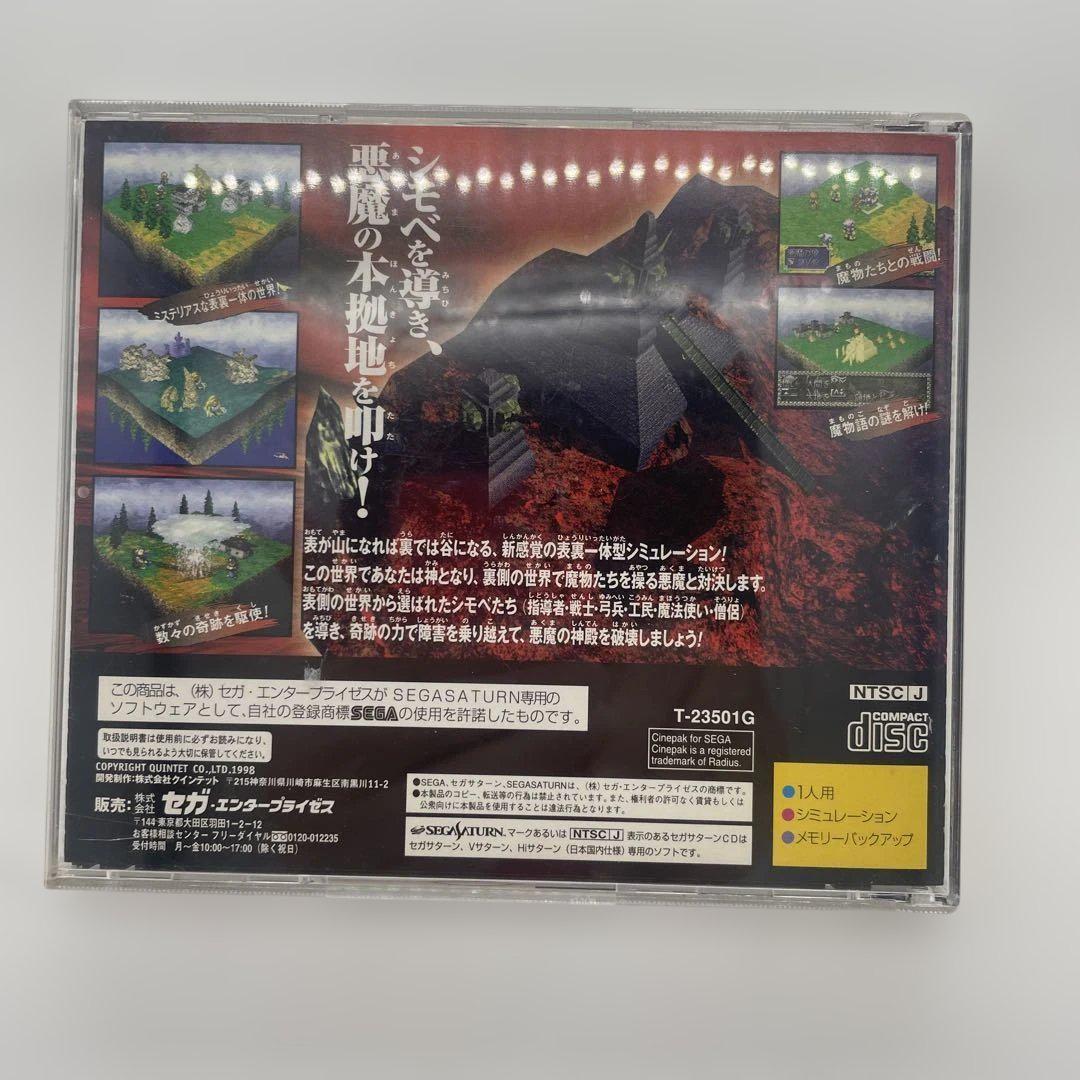 シモベを導き、
悪魔の本拠地を叩け!
ミステリアスな表裏一体の世界!
数々の奇跡を駆使!
魔物たちとの戦闘!
魔物語の謎を解け!
表が山になれば裏では谷になる、新感覚の表裏一体型シミュレーション!
この世界であなたは神となり、裏側の世界で魔物たちを操る悪魔と対決します。
表側の世界から選ばれたシモベたち(指導者・戦士・弓兵・工民・魔法使い・僧侶)
を導き、奇跡の力で障害を乗り越えて、悪魔の神殿を破壊しましょう!
この商品は、(株)セガ・エンタープライゼスがSEGASATURN専用の
ソフトウェアとして、自社の登録商標SEGAの使用を許諾したものです。
取扱説明書は使用前に必ずお読みになり、
いつでも見られるよう大切に保管してください。
COPYRIGHT QUINTET CO.,LTD.1998
開発制作:株式会社クインテット 〒215神奈川県川崎市麻生区南黒川11-2
販売:株式会社 セガ・エンタープライゼス
〒144 東京都大田区羽田1-2-12
お客様相談センター フリーダイヤル 0120-012235
受付時間 月〜金10:00〜17:00(除く祝日)
T-23501G
Cinepak for SEGA
Cinepak is a registered
trademark of Radius.
●SEGA、セガサターン、SEGASATURNは、(株)セガ・エンタープライゼスの商標です。
●本製品のコピー、転送等の行為は禁止されています。また、権利者の許可なく賃貸もしくは
公衆向けに本製品を使用することは違法行為となります。
SEGA SATURN、マークあるいは NTSC J 表示のあるセガサターンCDは
セガサターン、Vサターン、Hiサターン(日本国内仕様)専用のソフトです。
NTSC J
COMPACT
disc
●1人用
●シミュレーション
●メモリーバックアップ